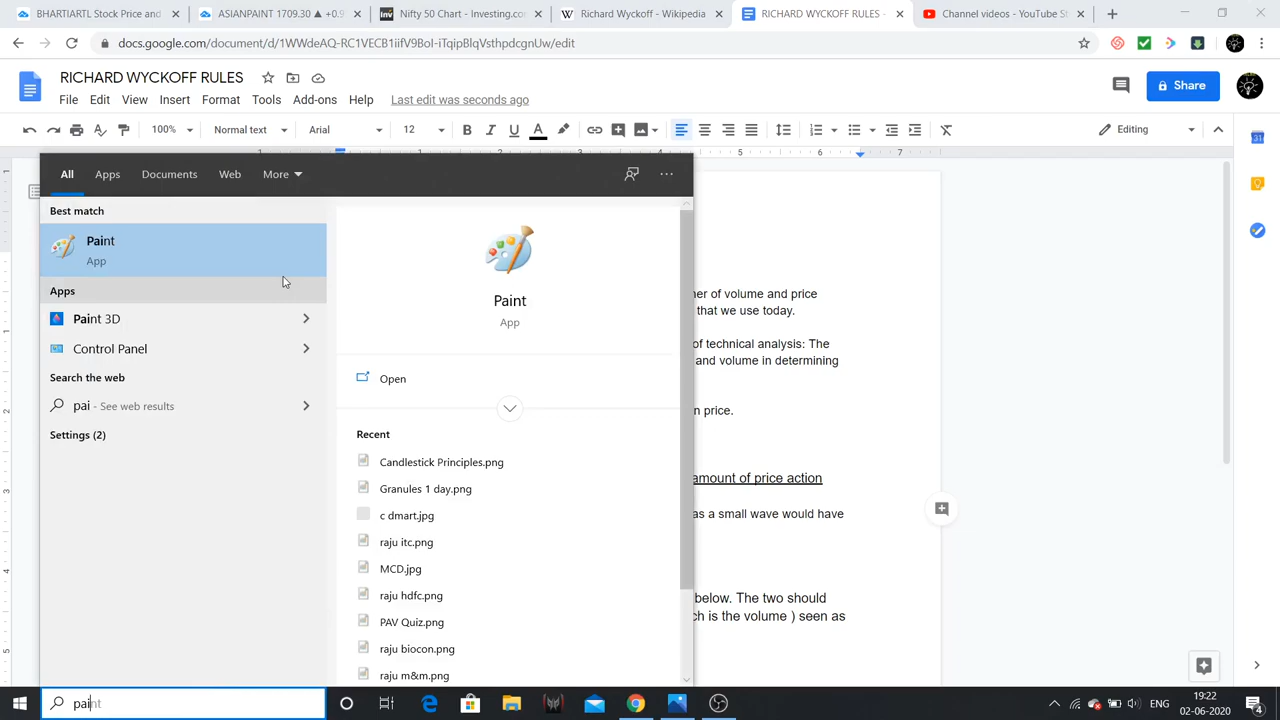 BHARTIARTL Stock Price and
ASIANPAINT 1709.30 ▲ +0.9
Nifty 50 Chart - Investing.com
Richard Wyckoff - Wikipedia
RICHARD WYCKOFF RULES -
Channel videos - YouTube St
docs.google.com/document/d/1WWdeAQ-RC1VECB1iifV9BoI-iTqipBlqVsthpdcgnUw/edit
RICHARD WYCKOFF RULES
File Edit View Insert Format Tools Add-ons Help Last edit was seconds ago
Share
100% Normal text Arial 12 Editing
All Apps Documents Web More
Best match
Paint
App
Apps
Paint 3D
Control Panel
Search the web
pai - See web results
Settings (2)
Paint
App
Open
Recent
Candlestick Principles.png
Granules 1 day.png
c dmart.jpg
raju itc.png
MCD.jpg
raju hdfc.png
PAV Quiz.png
raju biocon.png
raju m&m.png
her of volume and price
that we use today.
of technical analysis: The
and volume in determining
n price.
amount of price action
as a small wave would have
below. The two should
ch is the volume ) seen as
paint
ENG
19:22
02-06-2020
4